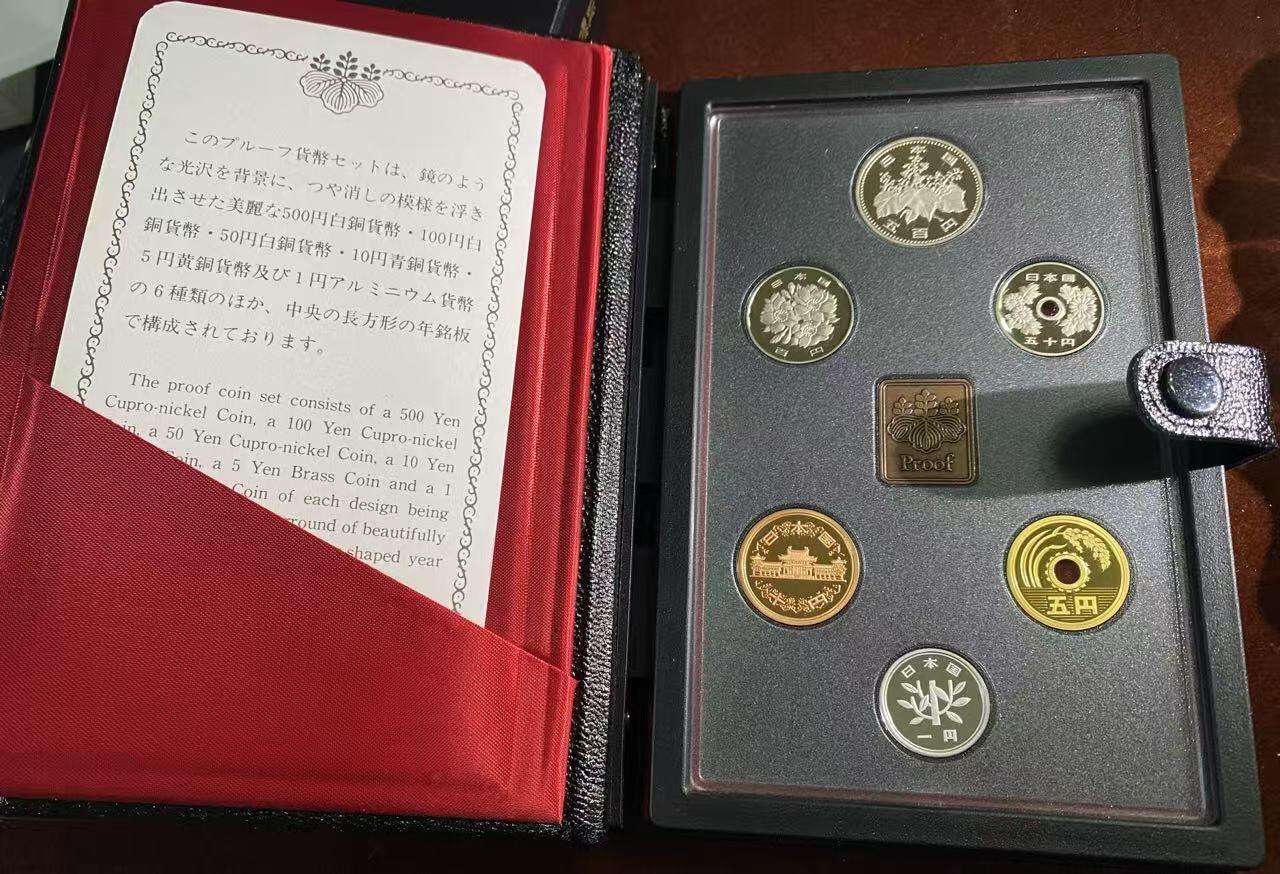 このプルーフ貨幣セットは、鏡のよう
な光沢を背景に、つや消しの模様を浮き
出させた美麗な500円白銅貨幣・100円白
銅貨幣・50円白銅貨幣・10円青銅貨幣・
5円黄銅貨幣及び1円アルミニウム貨幣
の6種類のほか、中央の長方形の年銘板
で構成されております。
The proof coin set consists of a 500 Yen
Cupro-nickel Coin, a 100 Yen Cupro-nickel
a 50 Yen Cupro-nickel Coin, a 10 Yen
Coin, a 5 Yen Brass Coin and a 1
Coin of each design being
of beautifully
shaped year
日本国
五百円
日本国
百円
日本国
五十円
Proof
日本国
十円
五円
日本国
一円